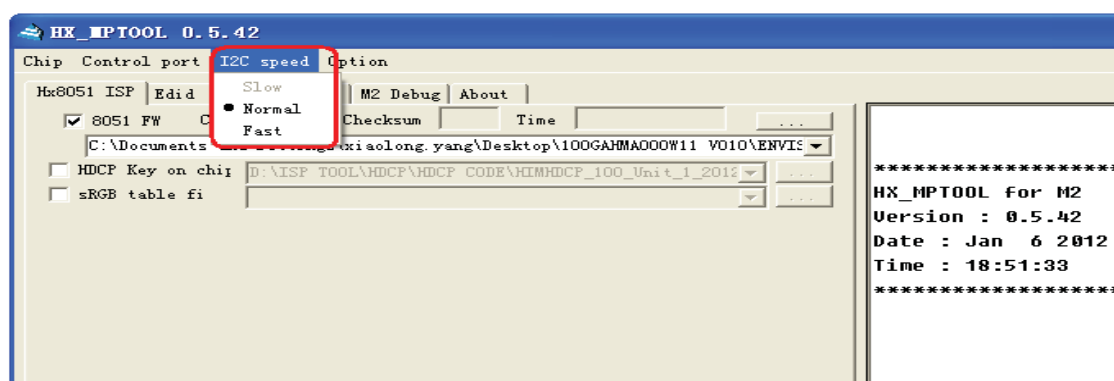 HX_MPTOOL 0.5.42
Chip Control port I2C speed Option
Hx8051 ISP Edid M2 Debug About
Slow
Normal
Fast
8051 FW C Checksum Time ...
C:\Documents xiaolong.yang\Desktop\100GAHMA000W11 V010\ENVIS
HDCP Key on chip D:\ISP TOOL\HDCP\HDCP CODE\HIMHDCP_100_Unit_1_2012 ...
sRGB table fi ...
*********************
HX_MPTOOL for M2
Version : 0.5.42
Date : Jan 6 2012
Time : 18:51:33
*********************